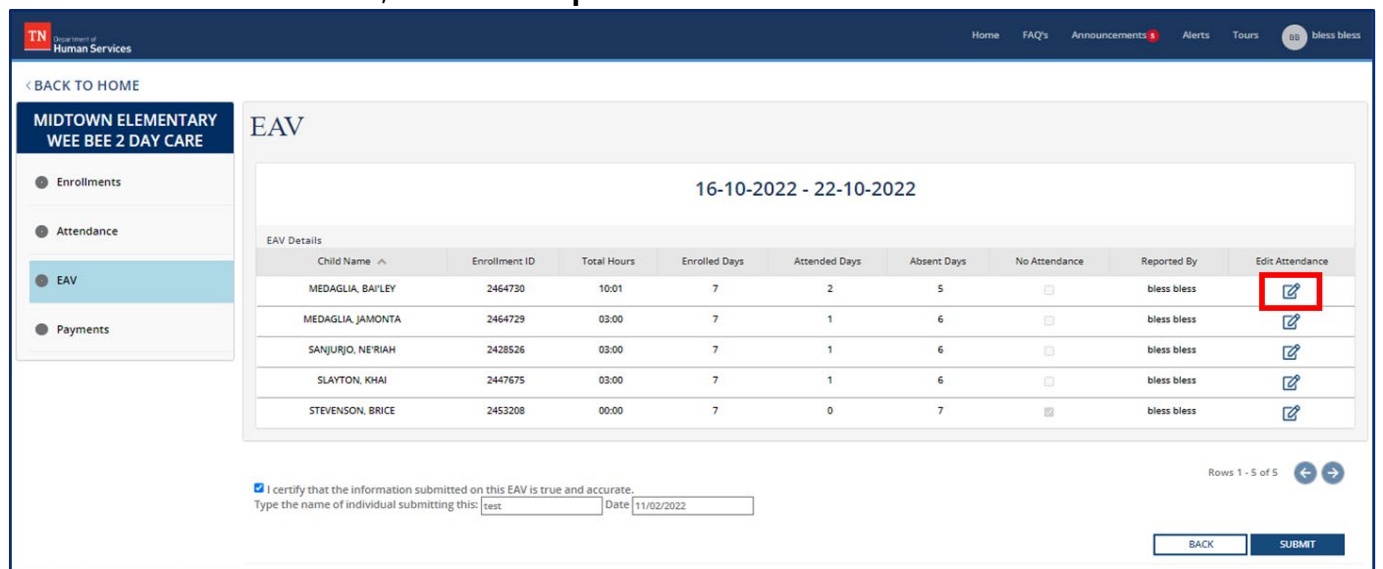 TN Department of Human Services
Home FAQ's Announcements 5 Alerts Tours BB bless bless
< BACK TO HOME
MIDTOWN ELEMENTARY
WEE BEE 2 DAY CARE
Enrollments
Attendance
EAV
Payments
EAV
16-10-2022 - 22-10-2022
EAV Details
Child Name Enrollment ID Total Hours Enrolled Days Attended Days Absent Days No Attendance Reported By Edit Attendance
MEDAGLIA, BAI'LEY 2464730 10:01 7 2 5 bless bless
MEDAGLIA, JAMONTA 2464729 03:00 7 1 6 bless bless
SANJURJO, NE'RIAH 2428526 03:00 7 1 6 bless bless
SLAYTON, KHAI 2447675 03:00 7 1 6 bless bless
STEVENSON, BRICE 2453208 00:00 7 0 7 bless bless
Rows 1 - 5 of 5
I certify that the information submitted on this EAV is true and accurate.
Type the name of individual submitting this: test Date 11/02/2022
BACK SUBMIT